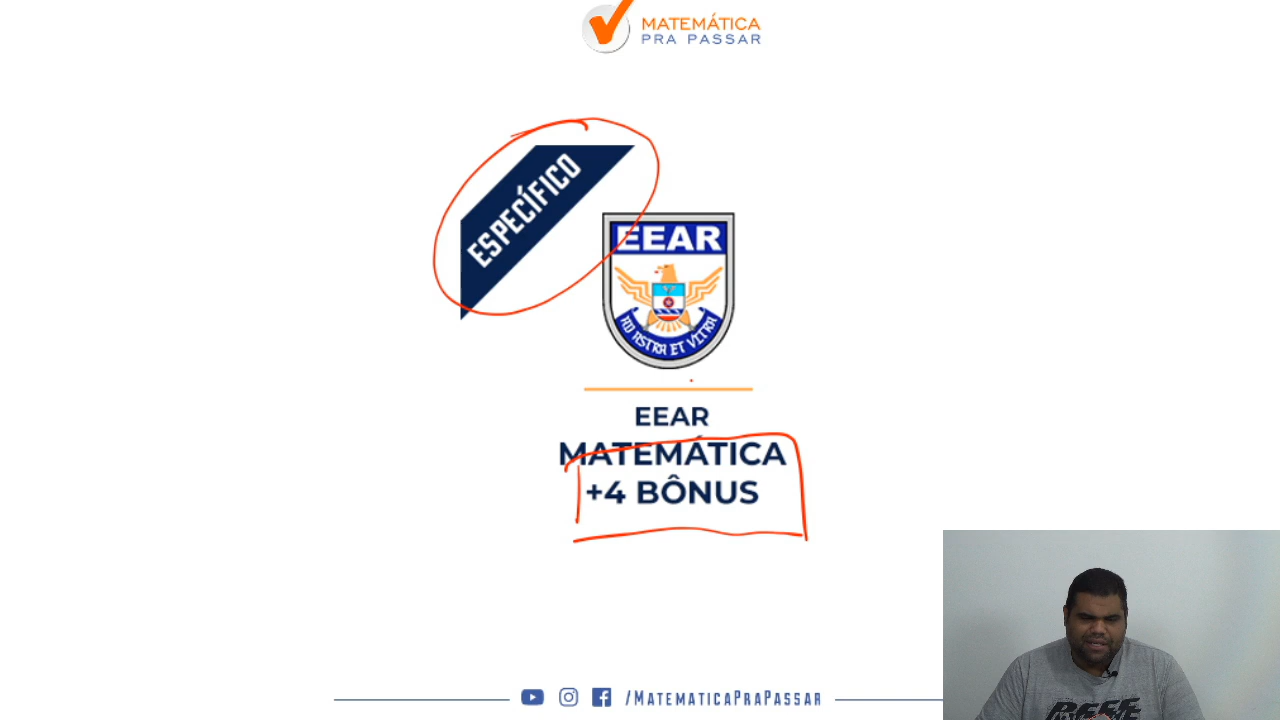 MATEMÁTICA
PRA PASSAR
ESPECÍFICO
EEAR
AD ASTRA ET VLTRA
EEAR
MATEMÁTICA
+4 BÔNUS
/MATEMATICAPRAPASSAR